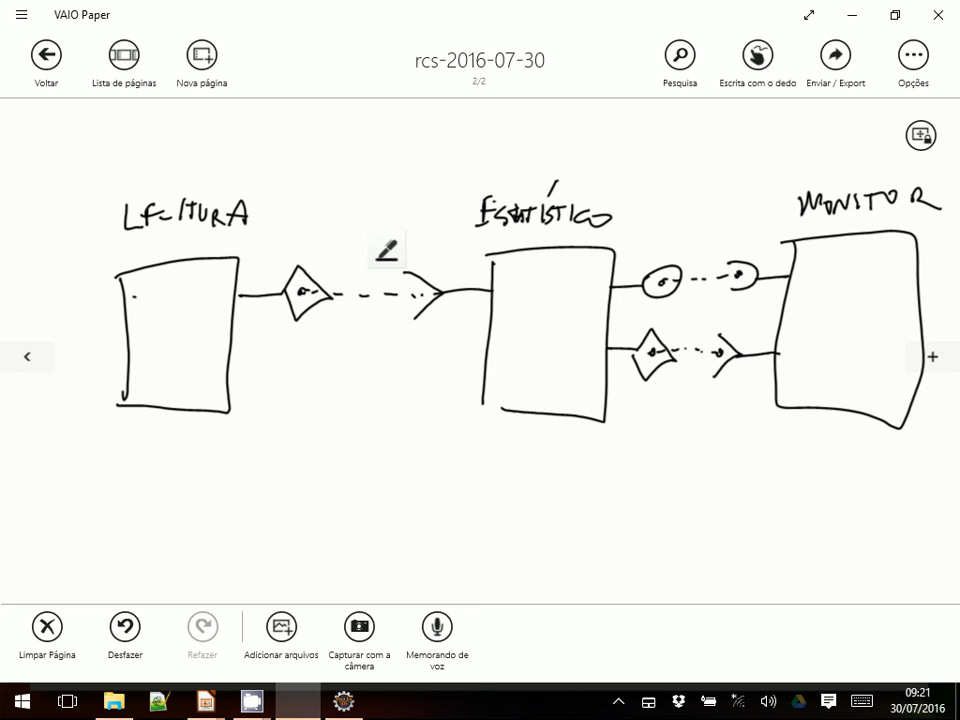 VAIO Paper
Voltar
Lista de páginas
Nova página
rcs-2016-07-30
2/2
Pesquisa
Escrita com o dedo
Enviar / Export
Opções
LEITURA
ESTATÍSTICO
MONITOR
Limpar Página
Desfazer
Refazer
Adicionar arquivos
Capturar com a
câmera
Memorando de
voz
09:21
30/07/2016